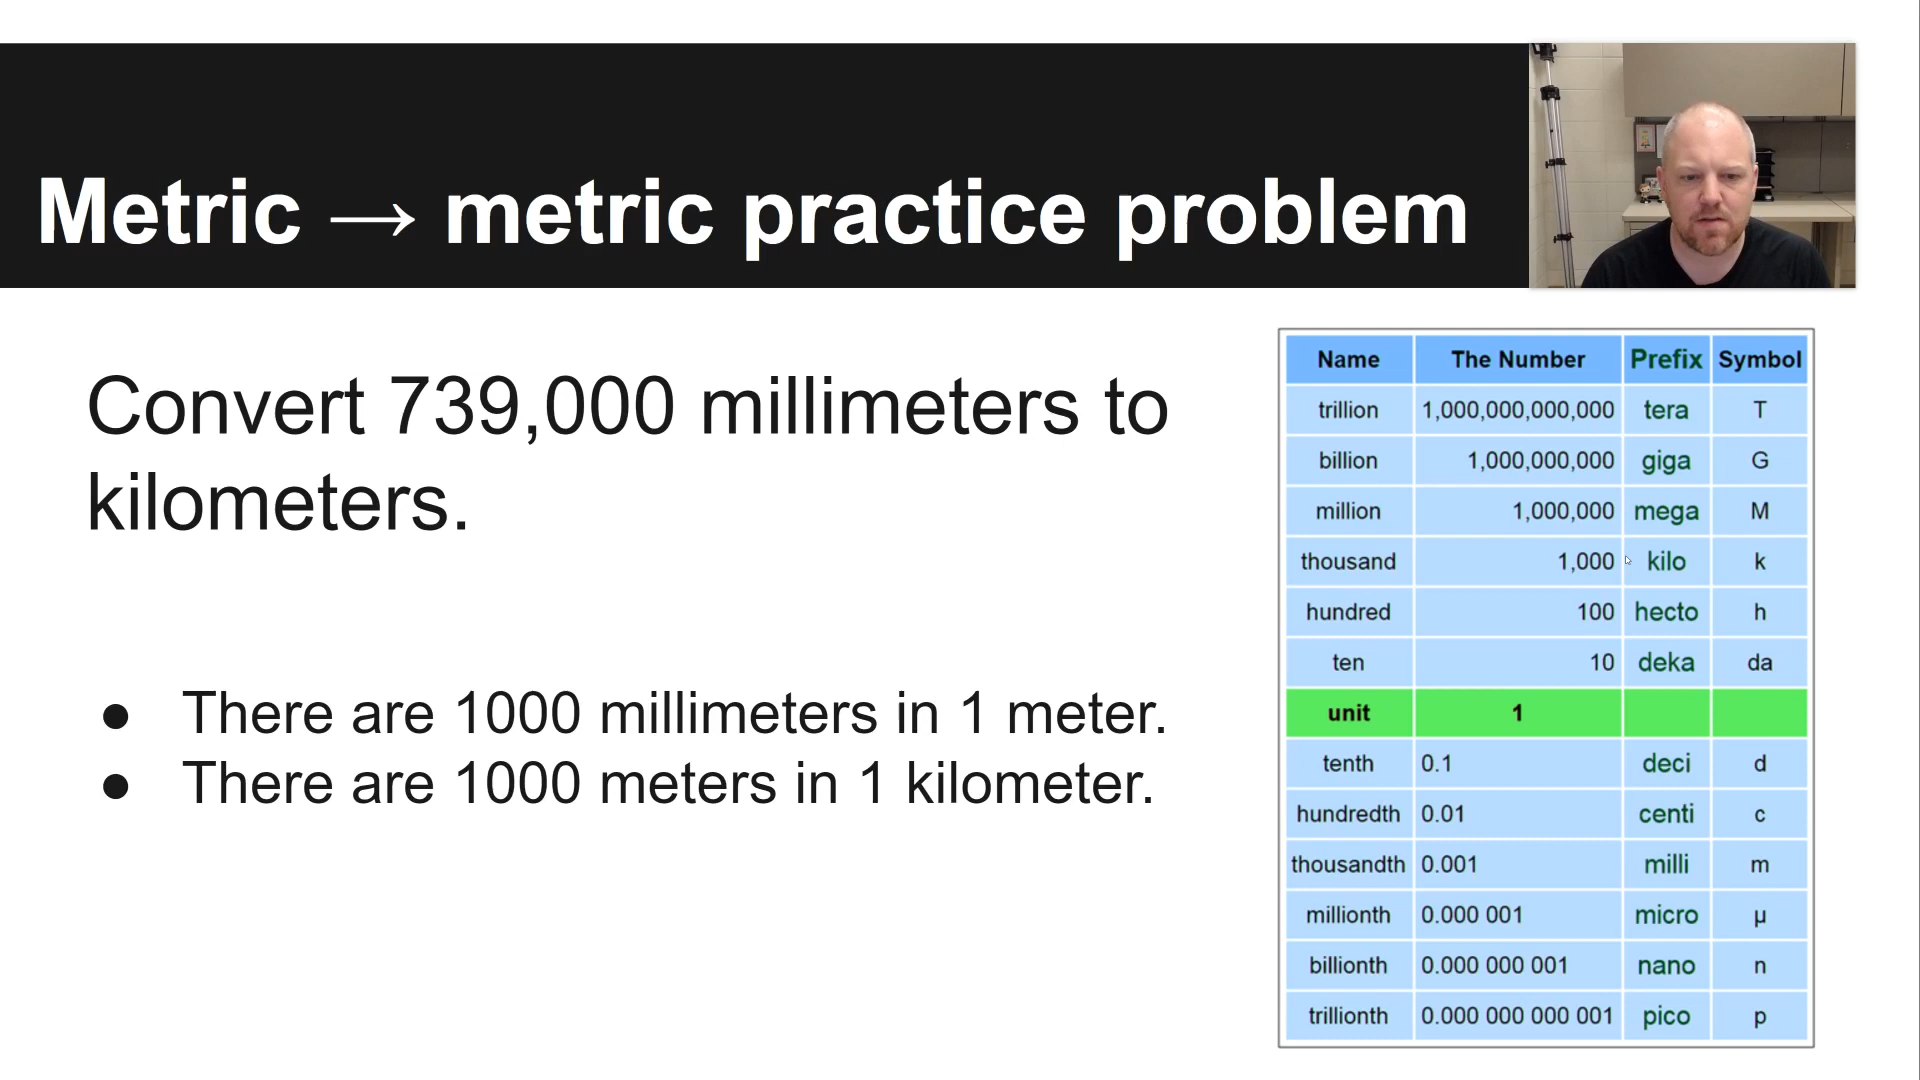 Metric → metric practice problem
Convert 739,000 millimeters to
kilometers.
● There are 1000 millimeters in 1 meter.
● There are 1000 meters in 1 kilometer.
Name The Number Prefix Symbol
trillion 1,000,000,000,000 tera T
billion 1,000,000,000 giga G
million 1,000,000 mega M
thousand 1,000 kilo k
hundred 100 hecto h
ten 10 deka da
unit 1
tenth 0.1 deci d
hundredth 0.01 centi c
thousandth 0.001 milli m
millionth 0.000 001 micro µ
billionth 0.000 000 001 nano n
trillionth 0.000 000 000 001 pico p